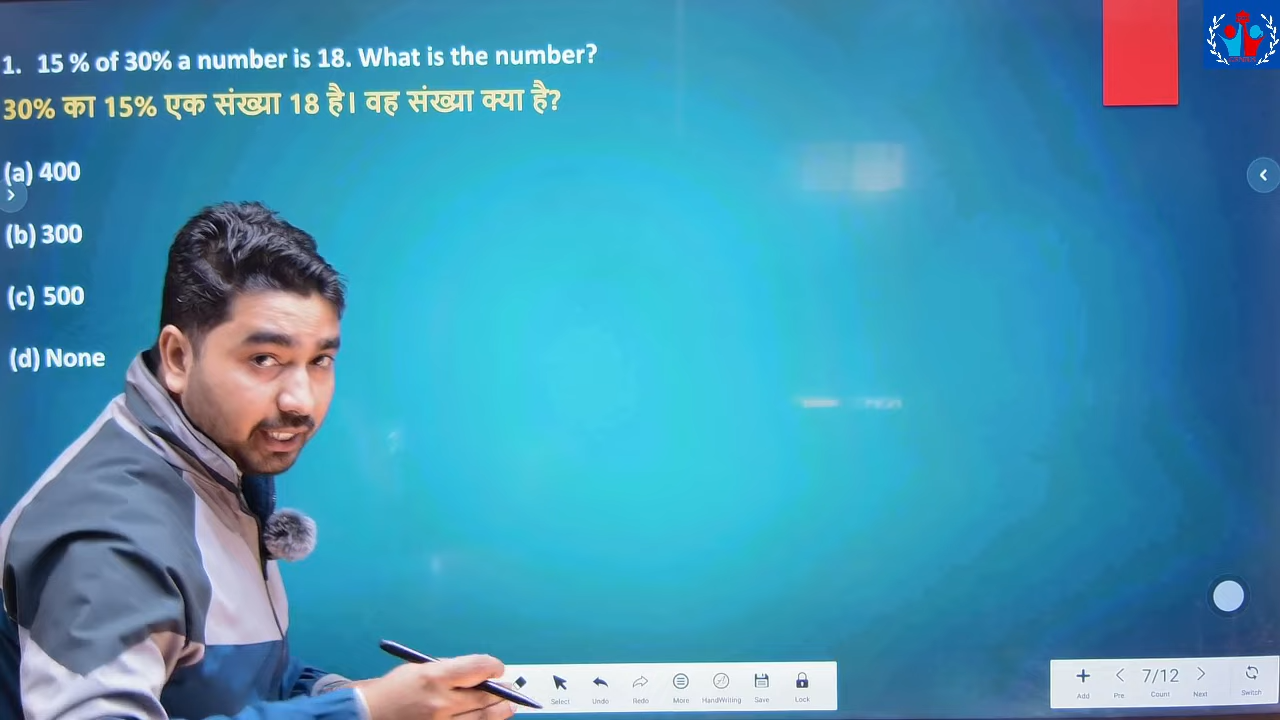 1. 15 % of 30% a number is 18. What is the number?
30% का 15% एक संख्या 18 है। वह संख्या क्या है?
(a) 400
(b) 300
(c) 500
(d) None
Select
Undo
Redo
More
HandWriting
Save
Lock
Add
Pre
7/12
Count
Next
Switch